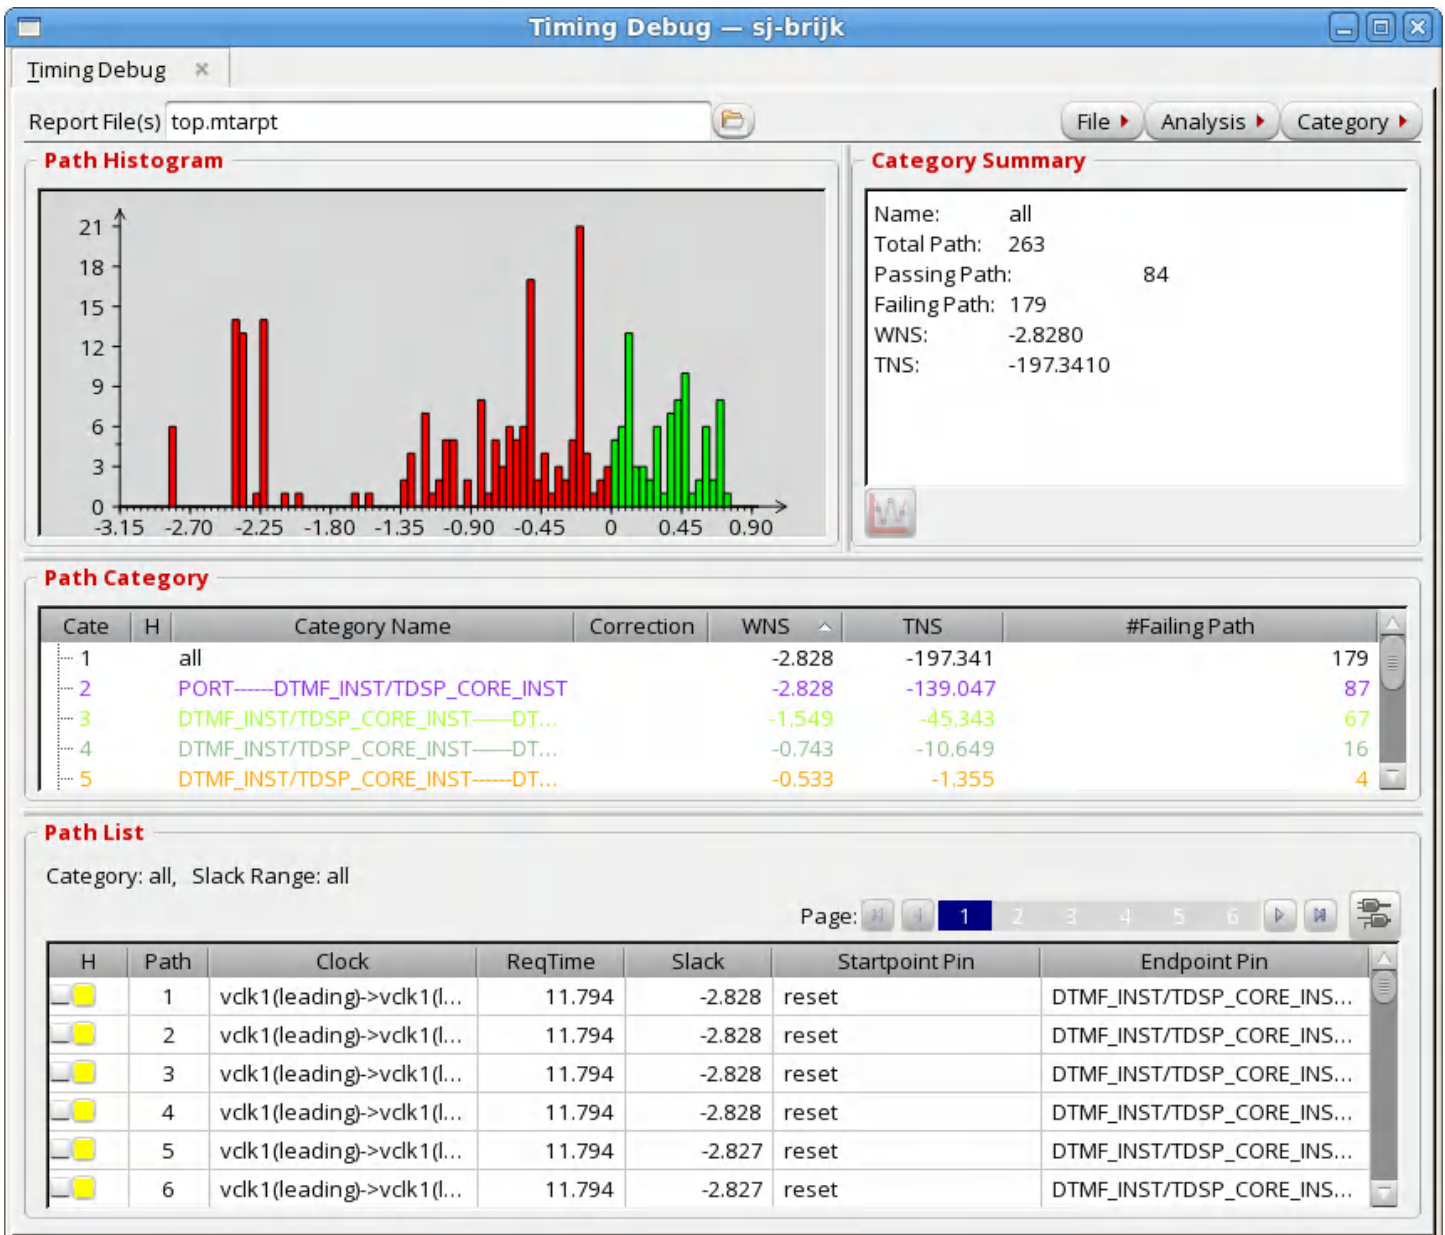 Timing Debug — sj-brijk
Timing Debug
Report File(s) top.mtarpt File Analysis Category
Path Histogram
21
18
15
12
9
6
3
0
-3.15 -2.70 -2.25 -1.80 -1.35 -0.90 -0.45 0 0.45 0.90
Category Summary
Name: all
Total Path: 263
Passing Path: 84
Failing Path: 179
WNS: -2.8280
TNS: -197.3410
Path Category
Cate H Category Name Correction WNS TNS #Failing Path
1 all -2.828 -197.341 179
2 PORT------DTMF_INST/TDSP_CORE_INST -2.828 -139.047 87
3 DTMF_INST/TDSP_CORE_INST------DT... -1.549 -45.343 67
4 DTMF_INST/TDSP_CORE_INST------DT... -0.743 -10.649 16
5 DTMF_INST/TDSP_CORE_INST------DT... -0.533 -1.355 4
Path List
Category: all, Slack Range: all
Page: 1 2 3 4 5 6
H Path Clock ReqTime Slack Startpoint Pin Endpoint Pin
1 vclk1(leading)->vclk1(l... 11.794 -2.828 reset DTMF_INST/TDSP_CORE_INS...
2 vclk1(leading)->vclk1(l... 11.794 -2.828 reset DTMF_INST/TDSP_CORE_INS...
3 vclk1(leading)->vclk1(l... 11.794 -2.828 reset DTMF_INST/TDSP_CORE_INS...
4 vclk1(leading)->vclk1(l... 11.794 -2.828 reset DTMF_INST/TDSP_CORE_INS...
5 vclk1(leading)->vclk1(l... 11.794 -2.827 reset DTMF_INST/TDSP_CORE_INS...
6 vclk1(leading)->vclk1(l... 11.794 -2.827 reset DTMF_INST/TDSP_CORE_INS...